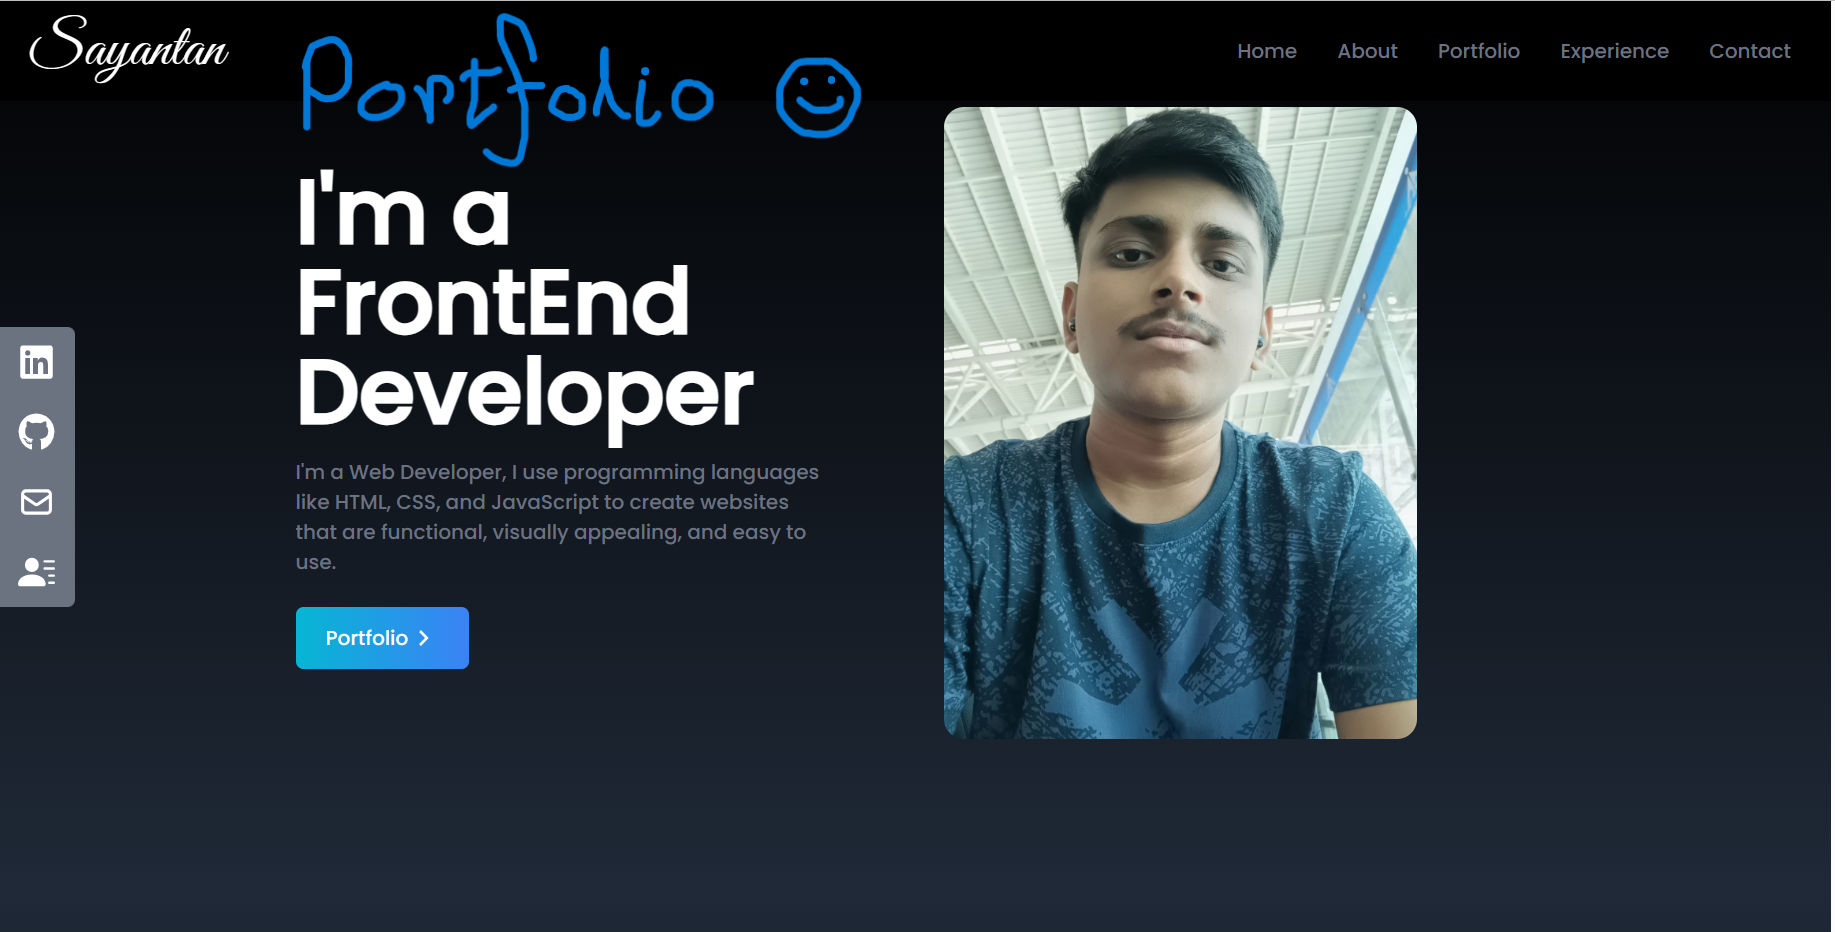 Sayantan
Portfolio
Home About Portfolio Experience Contact
I'm a
FrontEnd
Developer
I'm a Web Developer, I use programming languages
like HTML, CSS, and JavaScript to create websites
that are functional, visually appealing, and easy to
use.
Portfolio
in